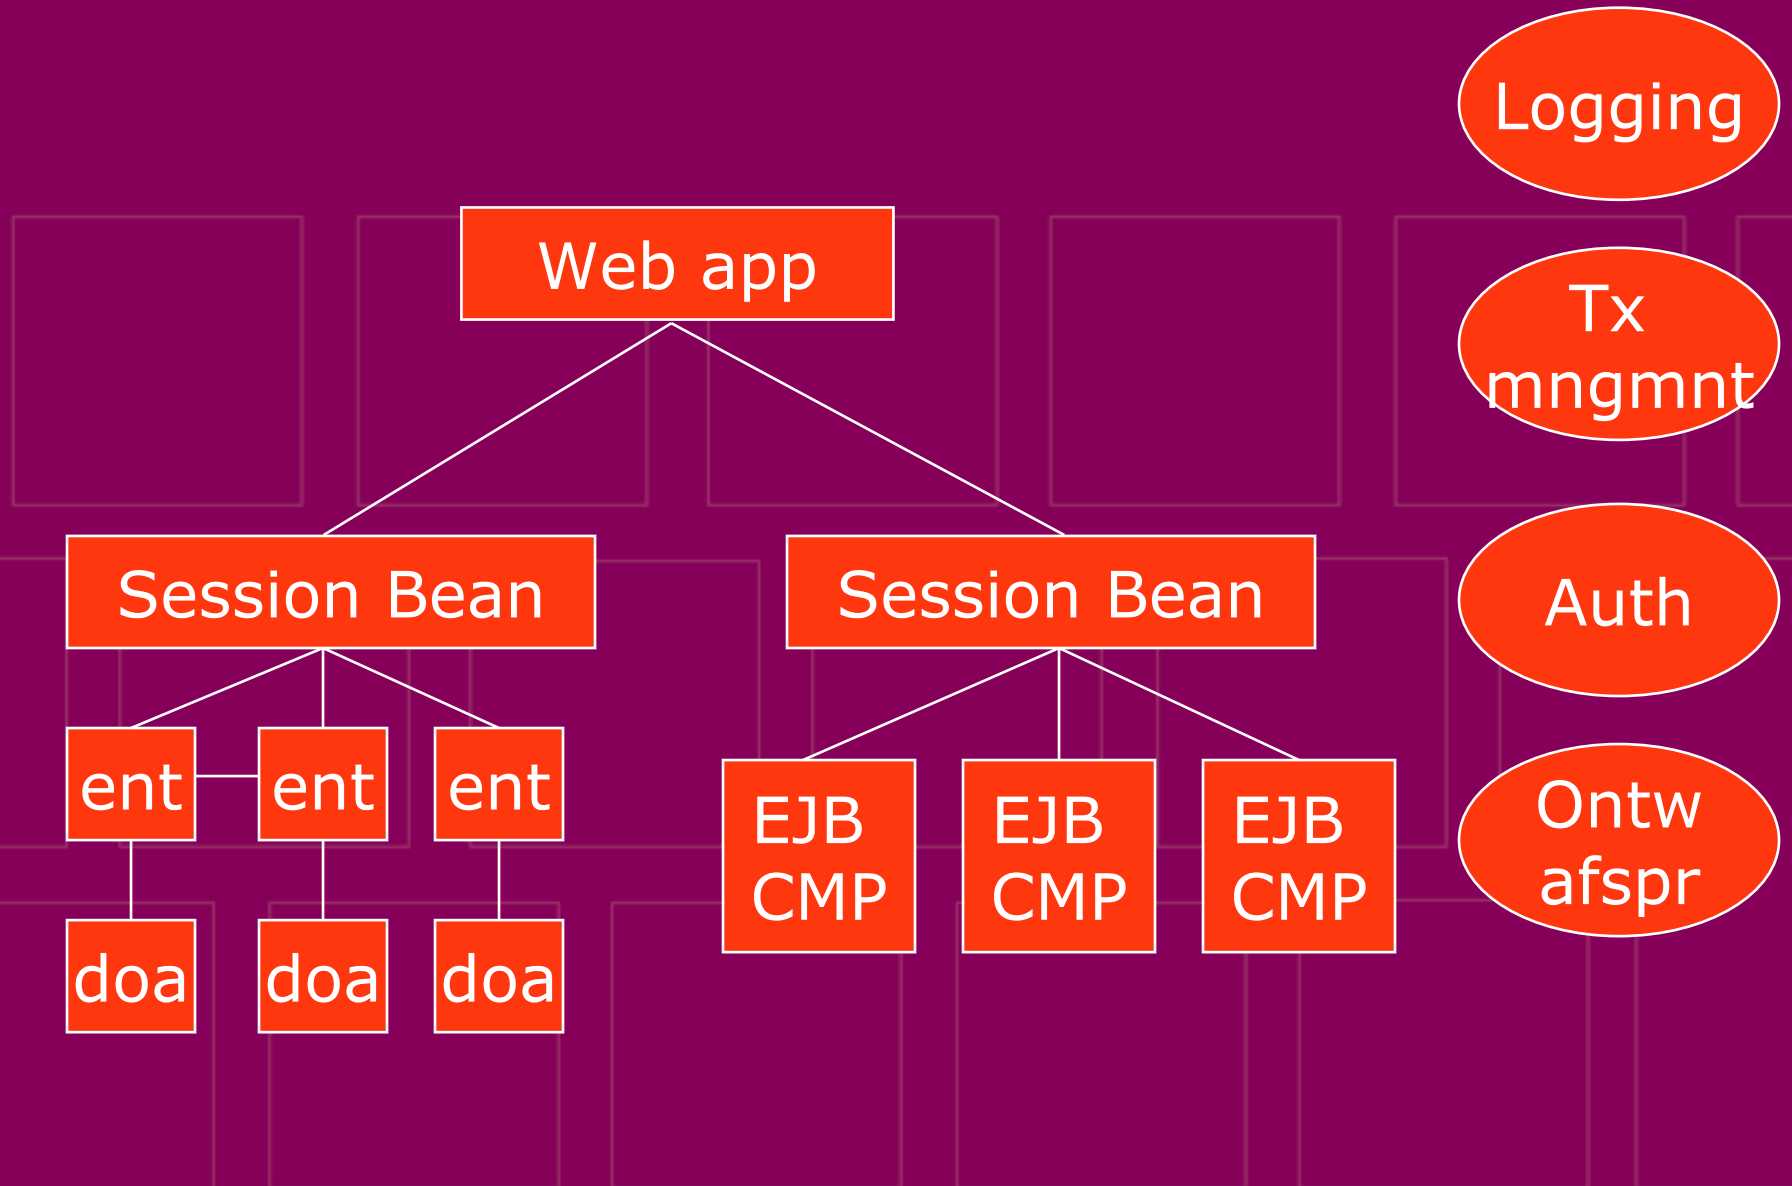 Logging
Web app
Tx
mngmnt
Session Bean
Session Bean
Auth
ent
ent
ent
EJB
CMP
EJB
CMP
EJB
CMP
Ontw
afspr
doa
doa
doa